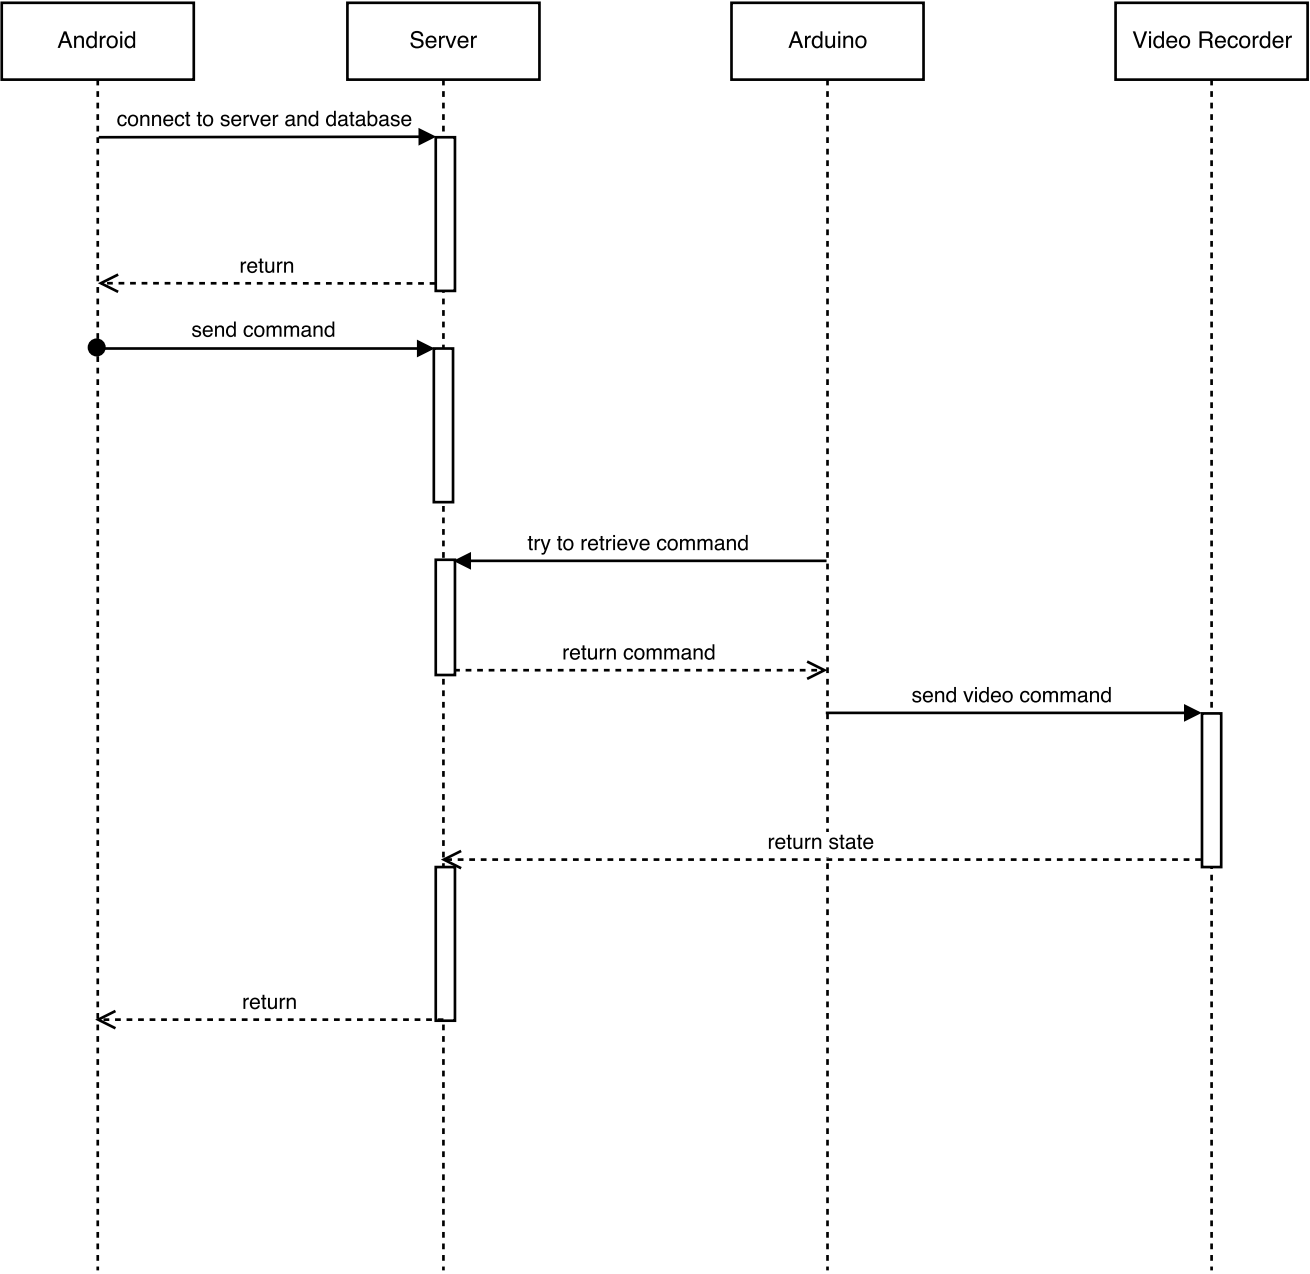 Android
Server
Arduino
Video Recorder
connect to server and database
return
send command
try to retrieve command
return command
send video command
return state
return